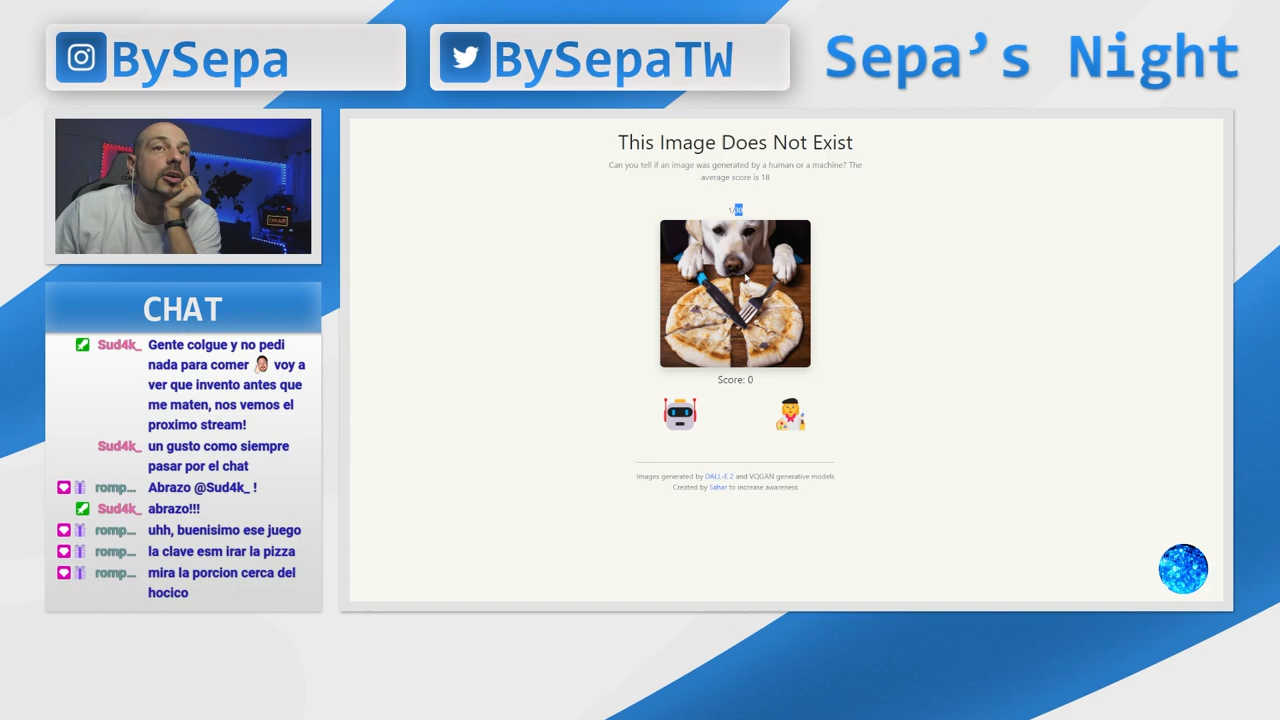 BySepa
BySepaTW
Sepa's Night
This Image Does Not Exist
Can you tell if an image was generated by a human or a machine? The
average score is 18
1/30
Score: 0
Images generated by DALL-E 2 and VQGAN generative models
Created by Sahar to increase awareness
ON AIR
CHAT
Sud4k_ Gente colgue y no pedi
nada para comer voy a
ver que invento antes que
me maten, nos vemos el
proximo stream!
Sud4k_ un gusto como siempre
pasar por el chat
romp... Abrazo @Sud4k_ !
Sud4k_ abrazo!!!
romp... uhh, buenisimo ese juego
romp... la clave esm irar la pizza
romp... mira la porcion cerca del
hocico